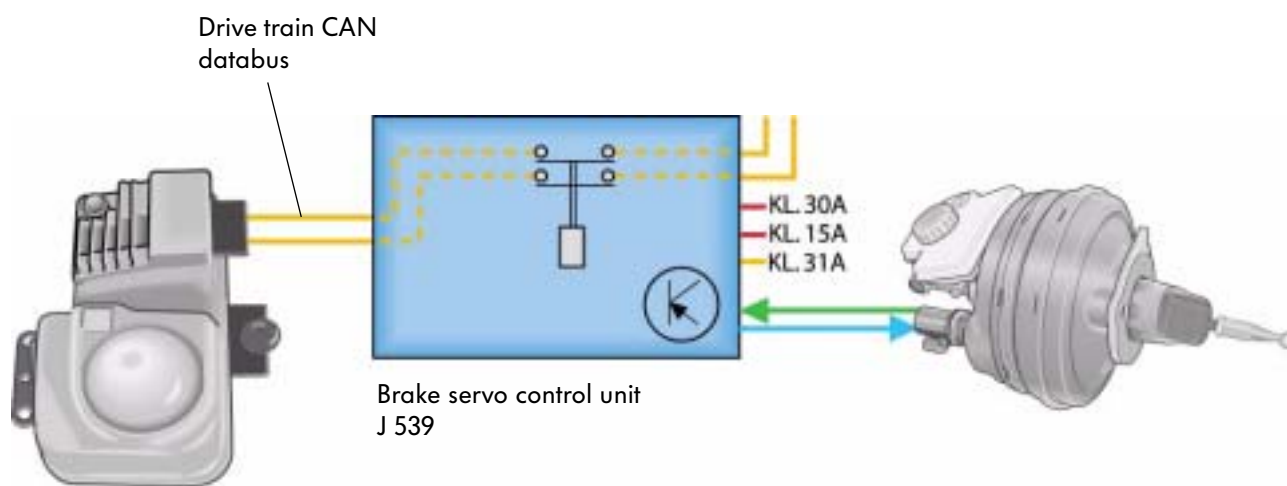 Drive train CAN
databus
KL. 30A
KL. 15A
KL. 31A
Brake servo control unit
J 539